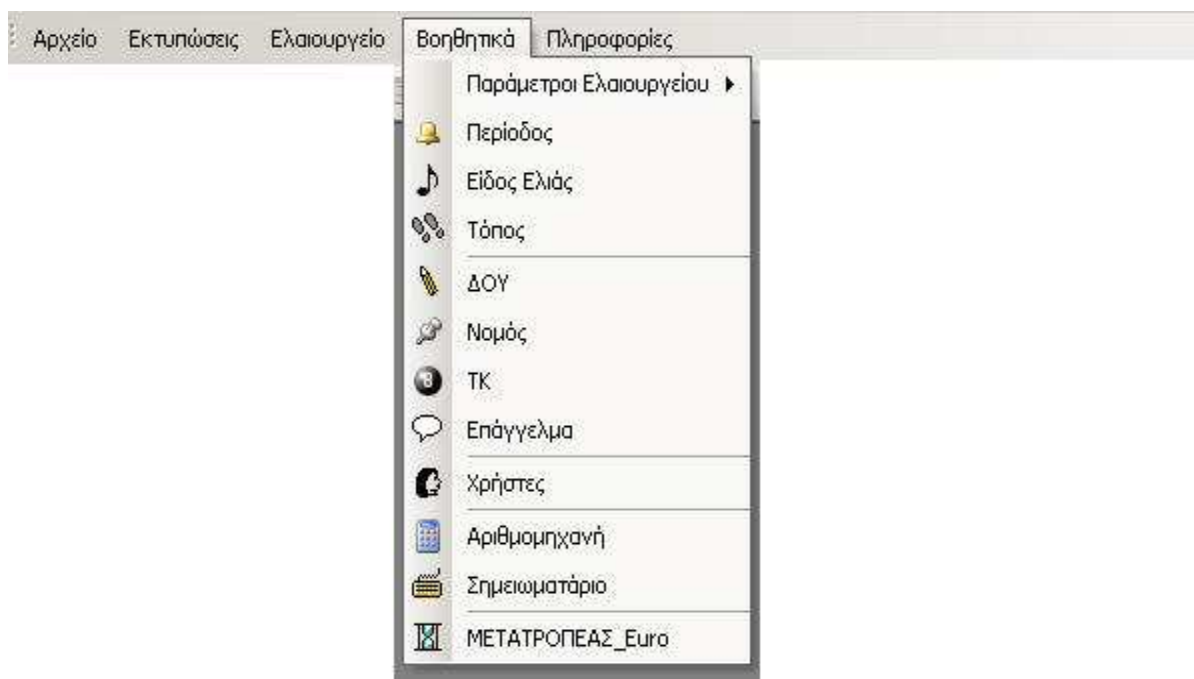 Αρχείο Εκτυπώσεις Ελαιουργείο Βοηθητικά Πληροφορίες
Παράμετροι Ελαιουργείου
Περίοδος
Είδος Ελιάς
Τόπος
ΔΟΥ
Νομός
ΤΚ
Επάγγελμα
Χρήστες
Αριθμομηχανή
Σημειωματάριο
ΜΕΤΑΤΡΟΠΕΑΣ_Euro